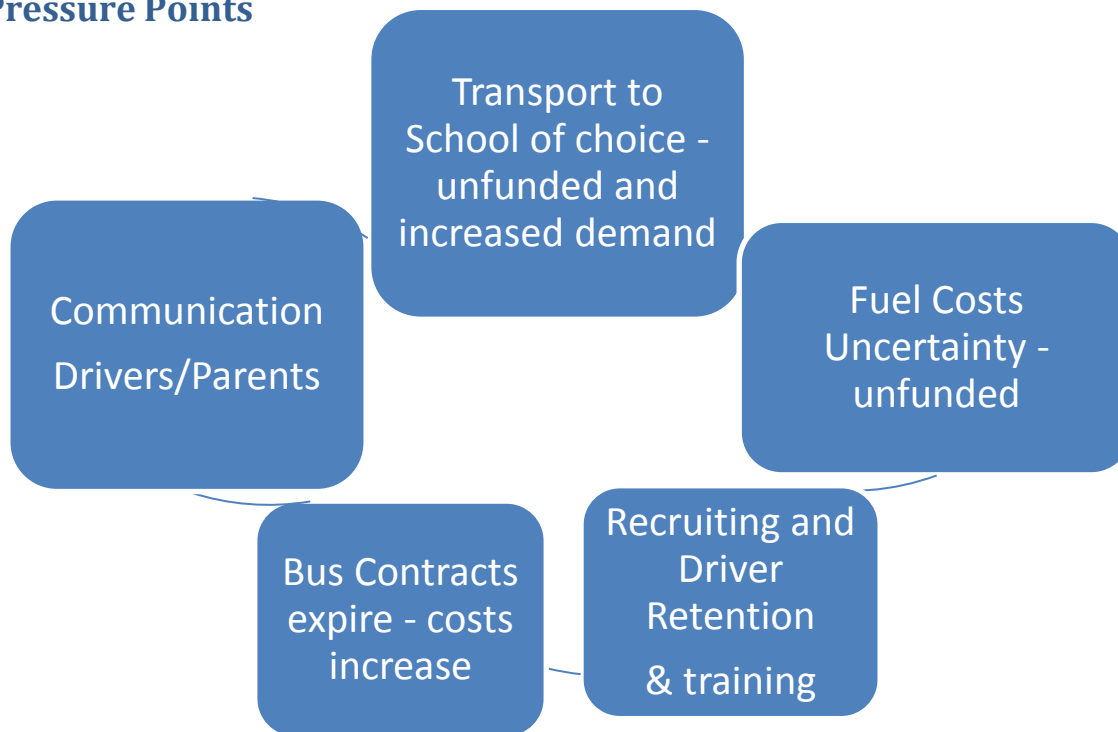 Pressure Points
Transport to
School of choice -
unfunded and
increased demand
Fuel Costs
Uncertainty -
unfunded
Recruiting and
Driver
Retention
& training
Bus Contracts
expire - costs
increase
Communication
Drivers/Parents